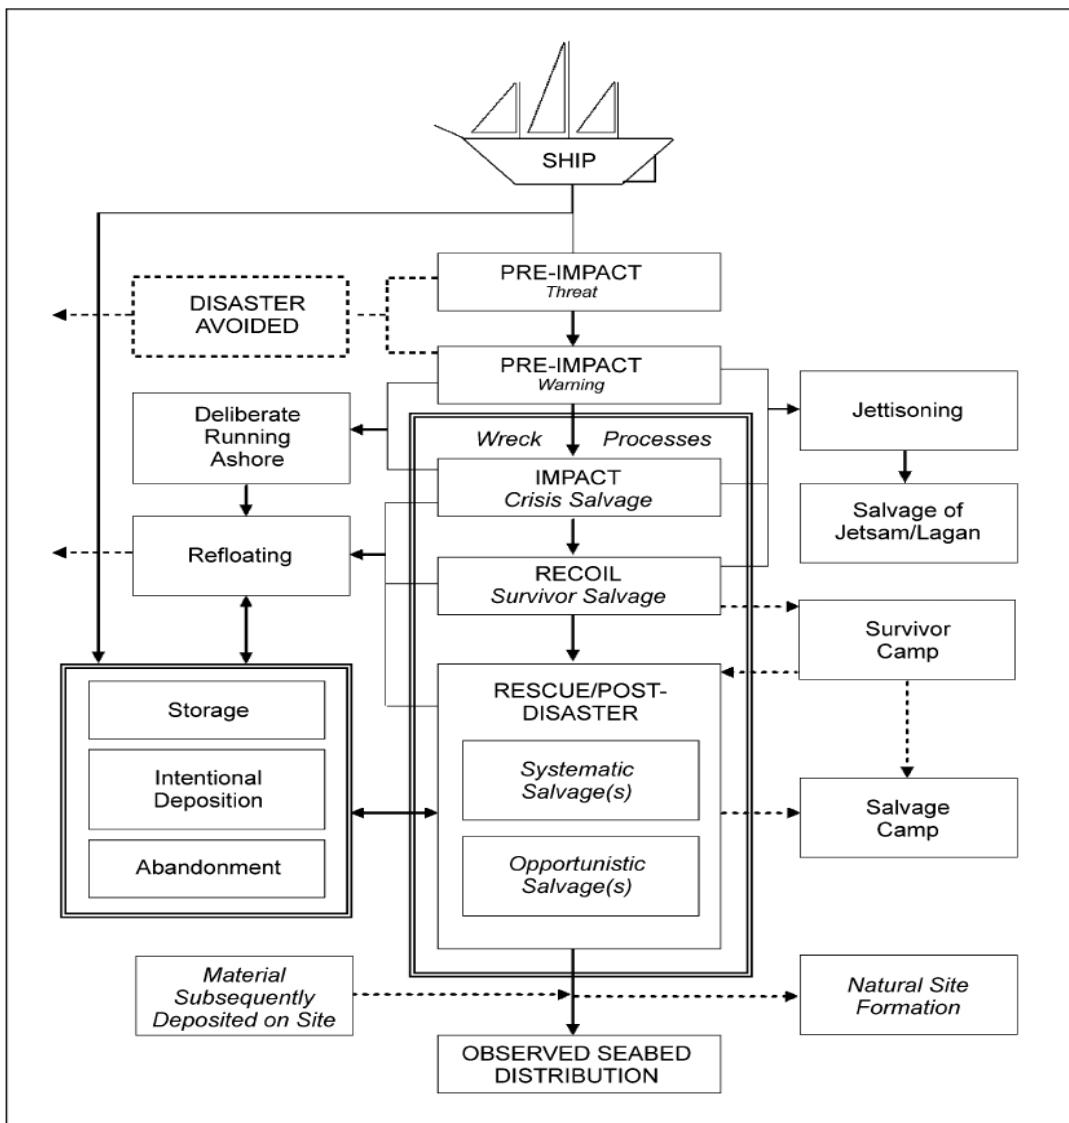 SHIP
PRE-IMPACT
Threat
DISASTER
AVOIDED
PRE-IMPACT
Warning
Deliberate
Running
Ashore
Jettisoning
Wreck Processes
IMPACT
Crisis Salvage
Salvage of
Jetsam/Lagan
Refloating
RECOIL
Survivor Salvage
Survivor
Camp
RESCUE/POST-
DISASTER
Storage
Systematic
Salvage(s)
Intentional
Deposition
Salvage
Camp
Abandonment
Opportunistic
Salvage(s)
Material
Subsequently
Deposited on Site
Natural Site
Formation
OBSERVED SEABED
DISTRIBUTION